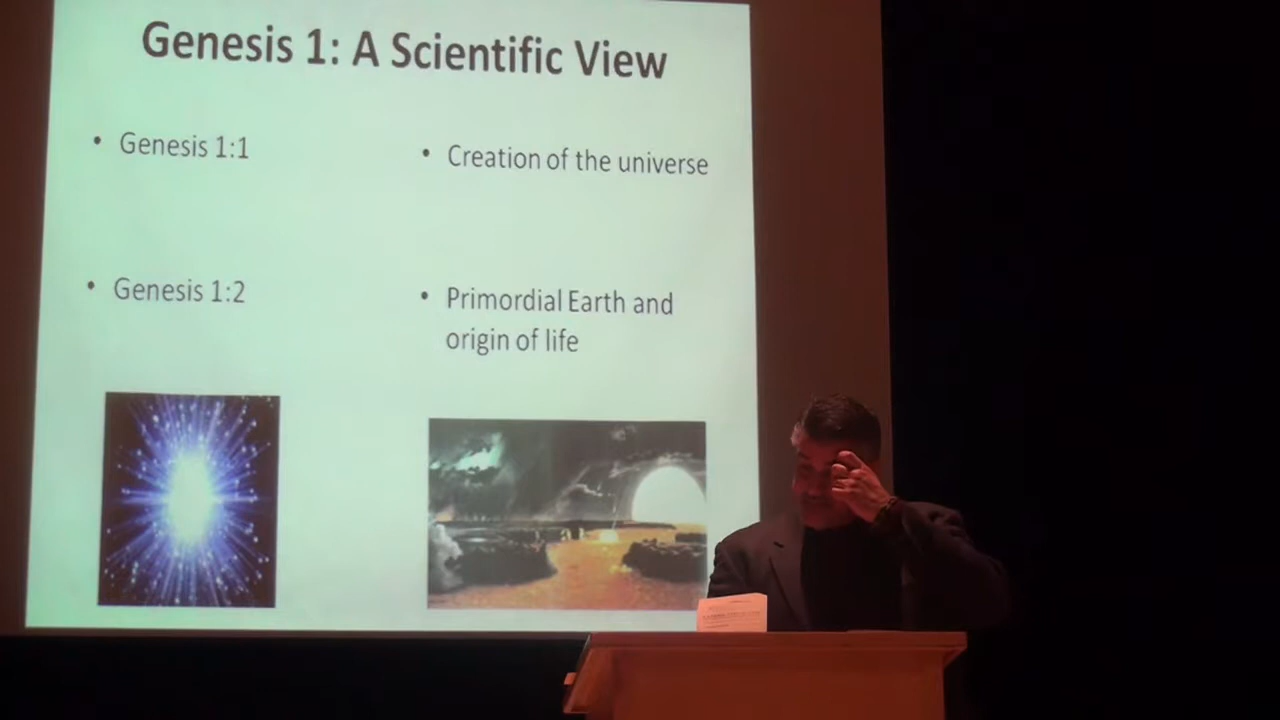 Genesis 1: A Scientific View
• Genesis 1:1
• Creation of the universe
• Genesis 1:2
• Primordial Earth and
origin of life